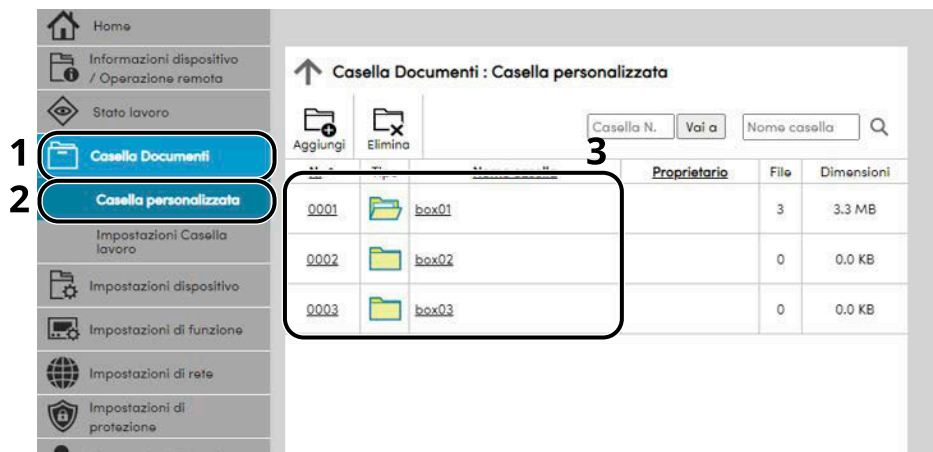 Home
Informazioni dispositivo
/ Operazione remota
Stato lavoro
1
Casella Documenti
2
Casella personalizzata
Impostazioni Casella
lavoro
Impostazioni dispositivo
Impostazioni di funzione
Impostazioni di rete
Impostazioni di
protezione
Casella Documenti : Casella personalizzata
Aggiungi Elimina
Casella N. Vai a Nome casella
3
Proprietario File Dimensioni
0001 box01 3 3.3 MB
0002 box02 0 0.0 KB
0003 box03 0 0.0 KB